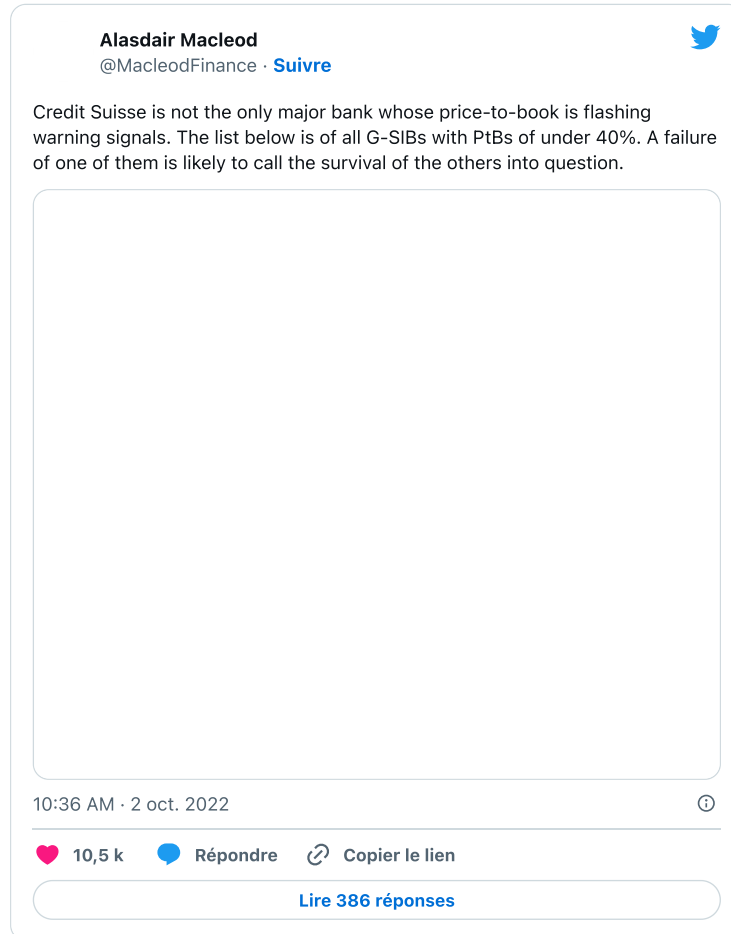 Alasdair Macleod
@MacleodFinance · Suivre
Credit Suisse is not the only major bank whose price-to-book is flashing
warning signals. The list below is of all G-SIBs with PtBs of under 40%. A failure
of one of them is likely to call the survival of the others into question.
10:36 AM · 2 oct. 2022
10,5 k Répondre Copier le lien
Lire 386 réponses